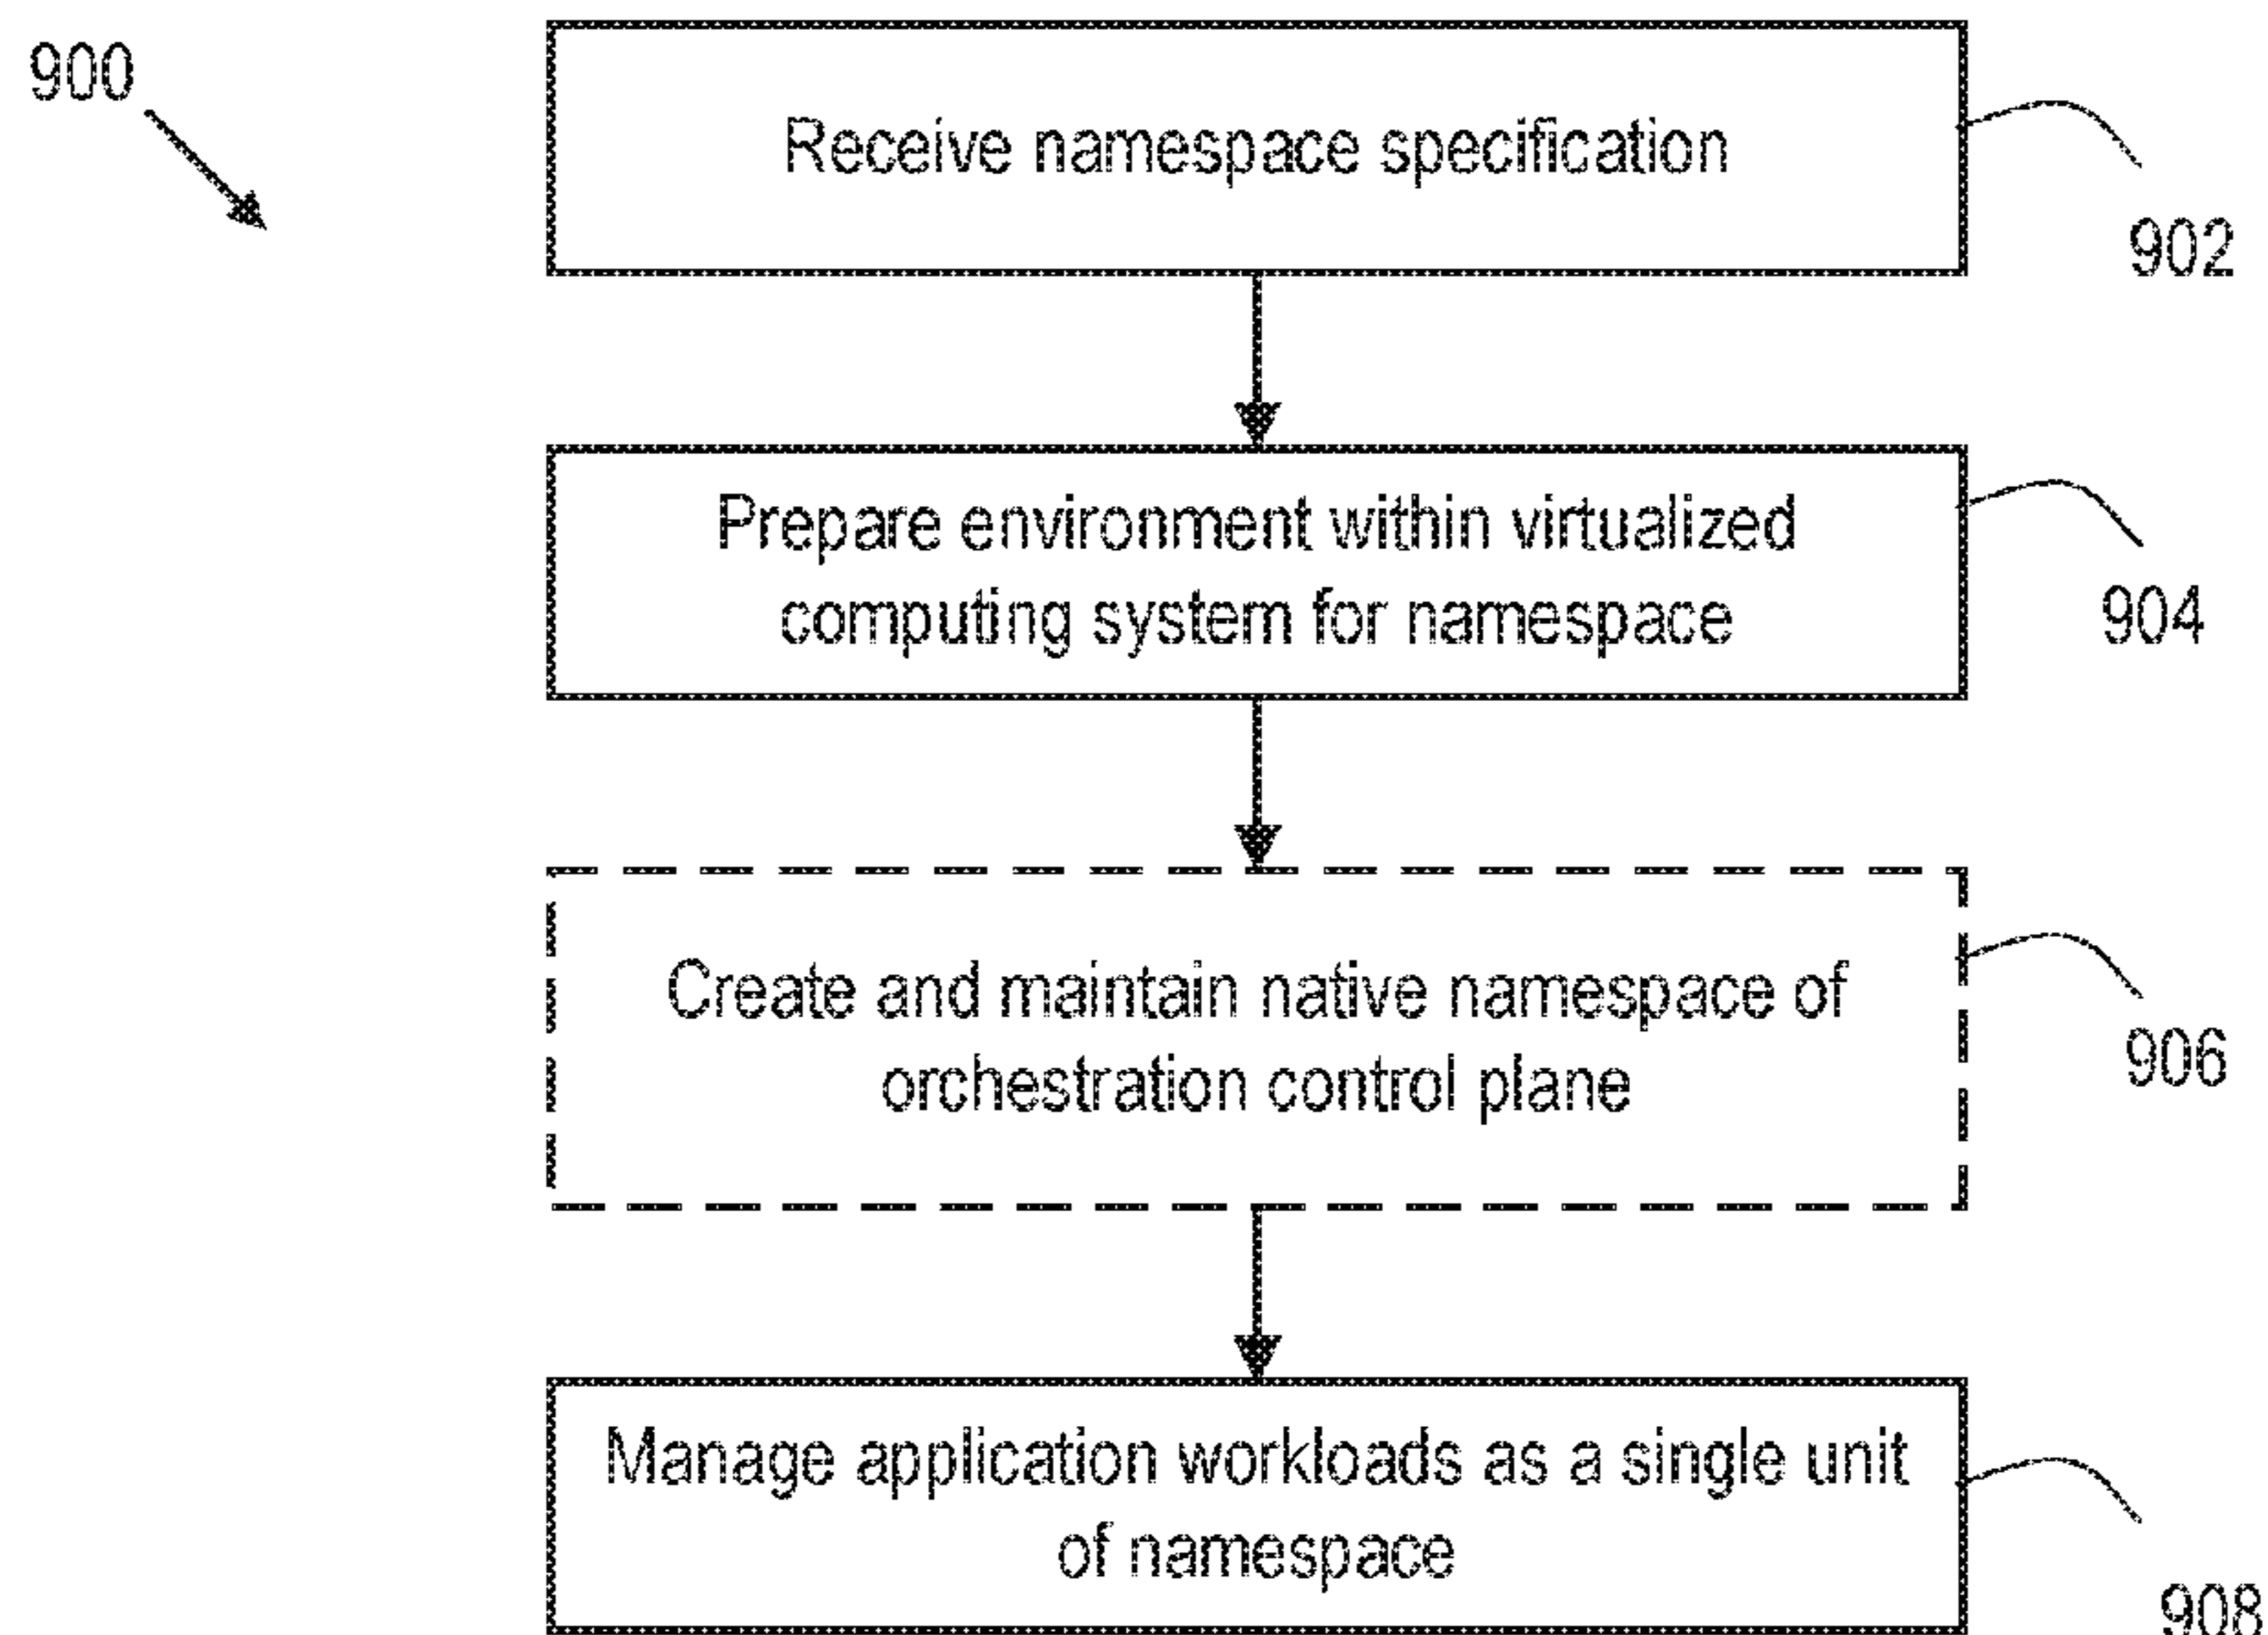 900
Receive namespace specification
902
Prepare environment within virtualized
computing system for namespace
904
Create and maintain native namespace of
orchestration control plane
906
Manage application workloads as a single unit
of namespace
908